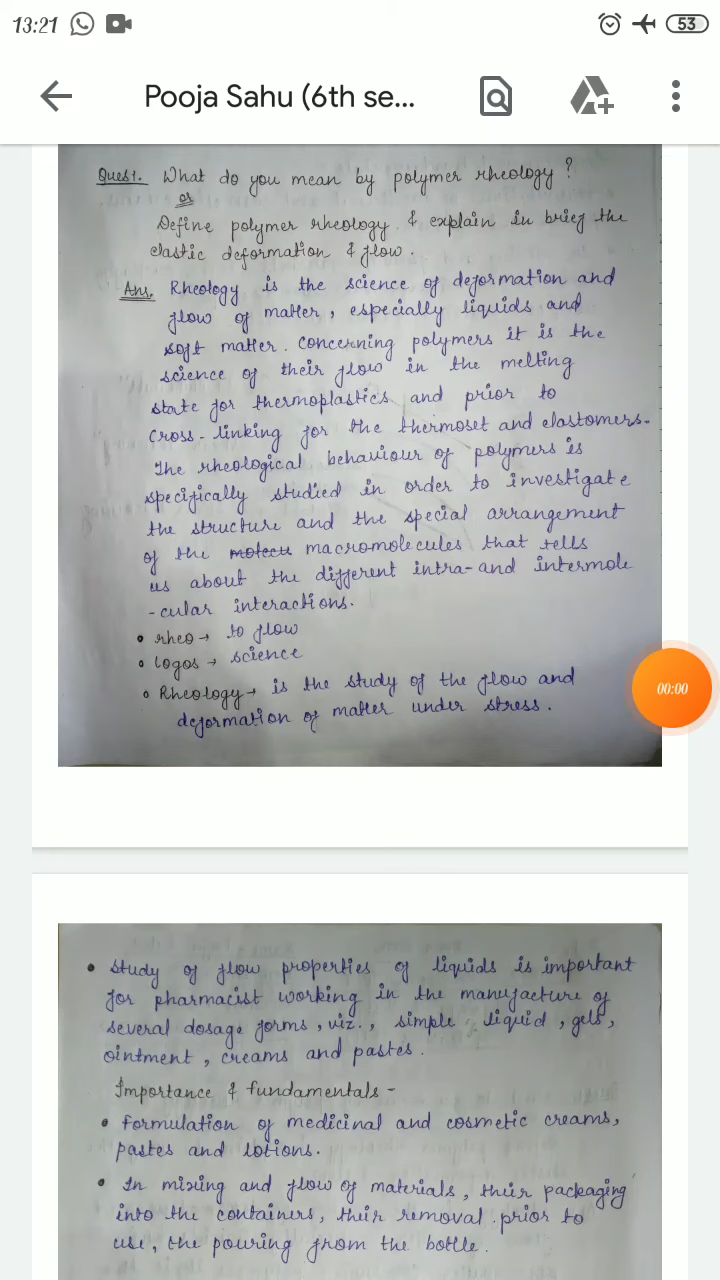 13:21
53
Pooja Sahu (6th se...
Ques1. What do you mean by polymer rheology ?
or
Define polymer rheology & explain in brief the
elastic deformation & flow.
Ans. Rheology is the science of deformation and
flow of matter, especially liquids and
soft matter. Concerning polymers it is the
science of their flow in the melting
state for thermoplastics and prior to
cross-linking for the thermoset and elastomers.
The rheological behaviour of polymers is
specifically studied in order to investigate
the structure and the special arrangement
of the molecu macromolecules that tells
us about the different intra-and intermole
-cular interactions.
• rheo → to flow
• logos → science
• Rheology → is the study of the flow and
deformation of matter under stress.
00:00
• Study of flow properties of liquids is important
for pharmacist working in the manufacture of
several dosage forms, viz., simple liquid, gels,
ointment, creams and pastes.
Importance & fundamentals -
• Formulation of medicinal and cosmetic creams,
pastes and lotions.
• In mixing and flow of materials, their packaging
into the containers, their removal prior to
use, the pouring from the bottle.